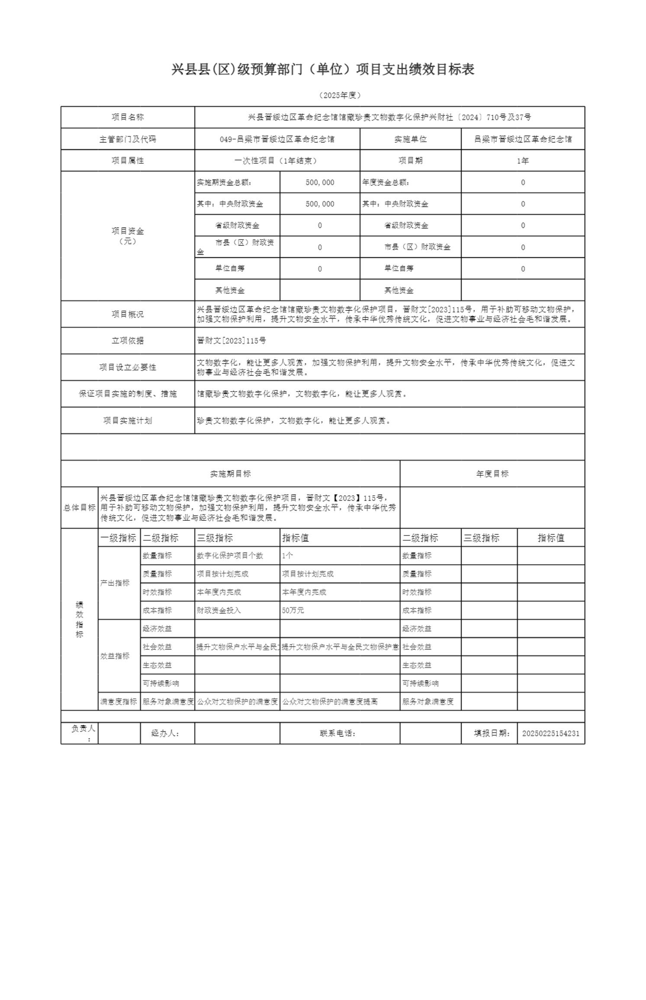 兴县县(区)级预算部门（单位）项目支出绩效目标表
（2025年度）
项目名称 兴县晋绥边区革命纪念馆馆藏珍贵文物数字化保护兴财社〔2024〕710号及37号
主管部门及代码 049-吕梁市晋绥边区革命纪念馆 实施单位 吕梁市晋绥边区革命纪念馆
项目属性 一次性项目（1年结束） 项目期 1年
项目资金
（元）
实施期资金总额： 500,000 年度资金总额： 0
其中：中央财政资金 500,000 其中：中央财政资金 0
省级财政资金 0 省级财政资金 0
市县（区）财政资
金 0 市县（区）财政资金 0
单位自筹 0 单位自筹 0
其他资金 其他资金
项目概况 兴县晋绥边区革命纪念馆馆藏珍贵文物数字化保护项目，晋财文[2023]115号，用于补助可移动文物保护，
加强文物保护利用，提升文物安全水平，传承中华优秀传统文化，促进文物事业与经济社会毛和谐发展。
立项依据 晋财文[2023]115号
项目设立必要性 文物数字化，能让更多人观赏，加强文物保护利用，提升文物安全水平，传承中华优秀传统文化，促进文
物事业与经济社会毛和谐发展。
保证项目实施的制度、措施 馆藏珍贵文物数字化保护，文物数字化，能让更多人观赏。
项目实施计划 珍贵文物数字化保护，文物数字化，能让更多人观赏。
实施期目标 年度目标
总体目标 兴县晋绥边区革命纪念馆馆藏珍贵文物数字化保护项目，晋财文【2023】115号，
用于补助可移动文物保护，加强文物保护利用，提升文物安全水平，传承中华优秀
传统文化，促进文物事业与经济社会毛和谐发展。
绩
效
指
标
一级指标 二级指标 三级指标 指标值 二级指标 三级指标 指标值
产出指标
数量指标 数字化保护项目个数 1个 数量指标
质量指标 项目按计划完成 项目按计划完成 质量指标
时效指标 本年度内完成 本年度内完成 时效指标
成本指标 财政资金投入 50万元 成本指标
效益指标
经济效益 经济效益
社会效益 提升文物保户水平与全民 提升文物保户水平与全民文物保护意 社会效益
生态效益 生态效益
可持续影响 可持续影响
满意度指标 服务对象满意度 公众对文物保护的满意度 公众对文物保护的满意度提高 服务对象满意度
负责人
： 经办人： 联系电话： 填报日期： 20250225154231